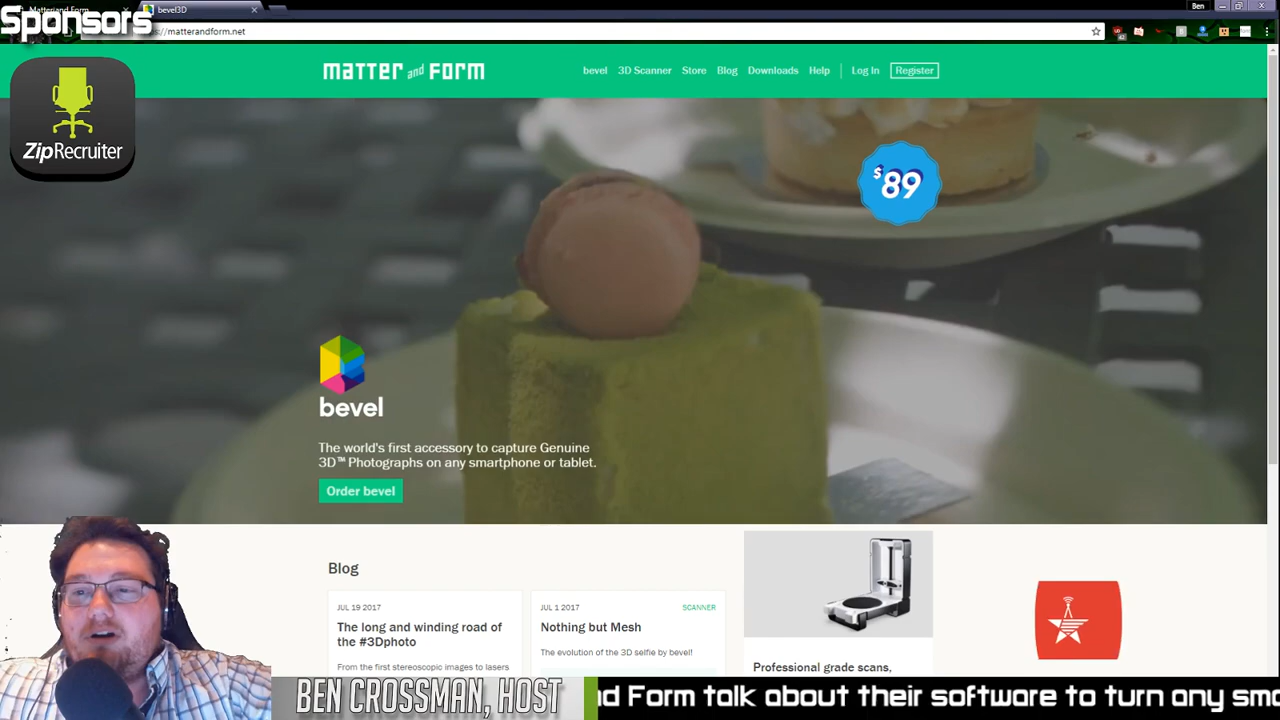 Sponsors
Matter and Form
bevel3D
Ben
matterandform.net
ZipRecruiter
matter and form
bevel
3D Scanner
Store
Blog
Downloads
Help
Log In
Register
$89
bevel
The world's first accessory to capture Genuine
3D™ Photographs on any smartphone or tablet.
Order bevel
Blog
JUL 19 2017
The long and winding road of
the #3Dphoto
From the first stereoscopic images to lasers
JUL 1 2017
SCANNER
Nothing but Mesh
The evolution of the 3D selfie by bevel!
Professional grade scans,
BEN CROSSMAN, HOST
nd Form talk about their software to turn any sm